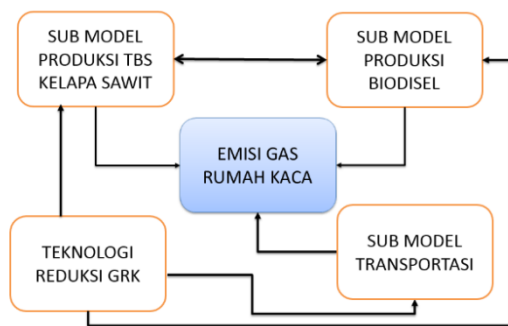 SUB MODEL
PRODUKSI TBS
KELAPA SAWIT
SUB MODEL
PRODUKSI
BIODISEL
EMISI GAS
RUMAH KACA
TEKNOLOGI
REDUKSI GRK
SUB MODEL
TRANSPORTASI